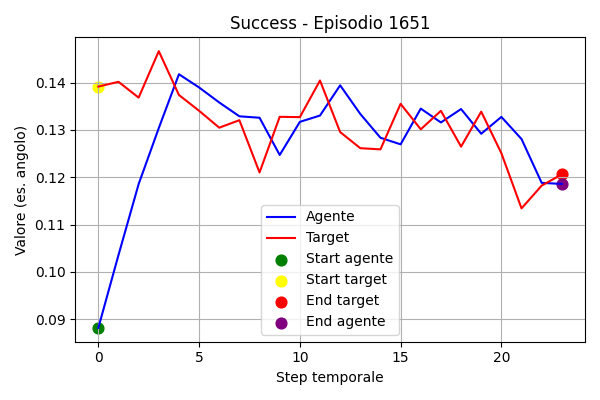 Success - Episodio 1651
Valore (es. angolo)
0.14
0.13
0.12
0.11
0.10
0.09
Agente
Target
Start agente
Start target
End target
End agente
0 5 10 15 20
Step temporale